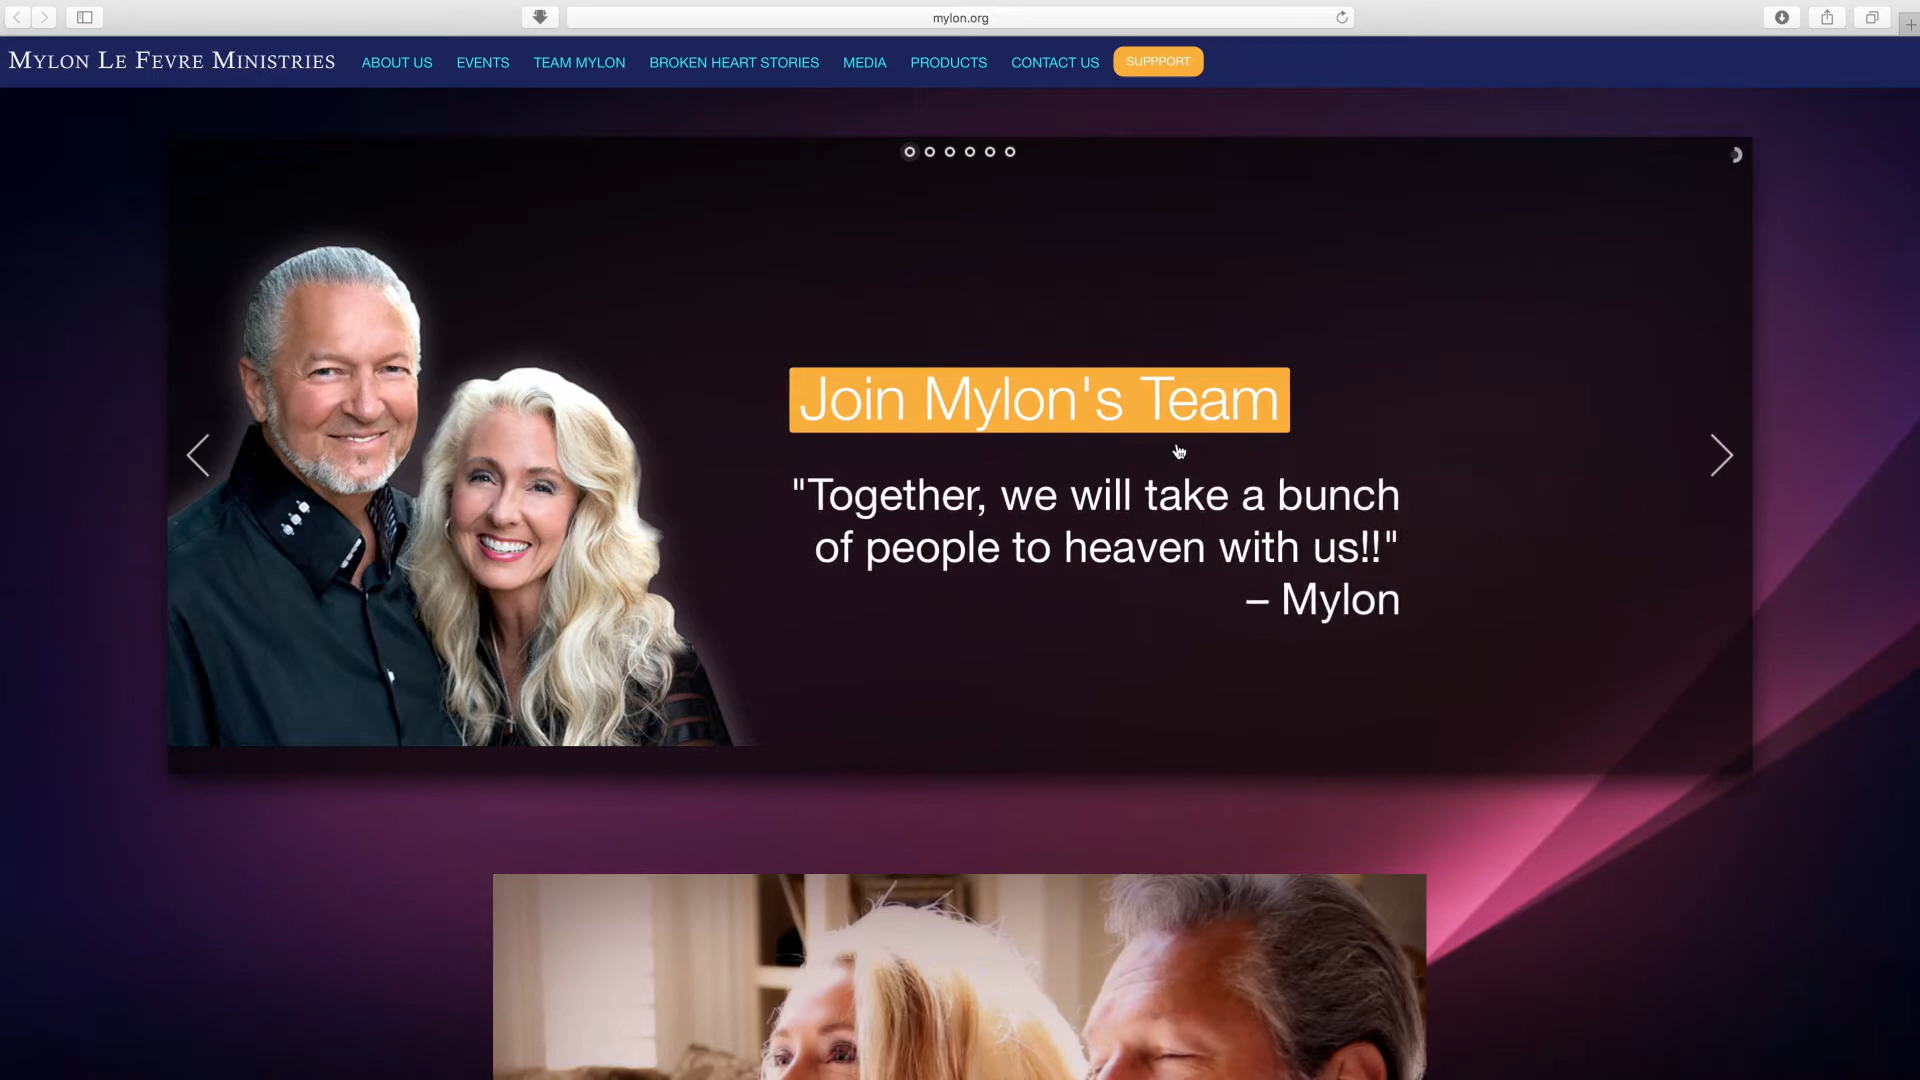 mylon.org
MYLON LE FEVRE MINISTRIES
ABOUT US
EVENTS
TEAM MYLON
BROKEN HEART STORIES
MEDIA
PRODUCTS
CONTACT US
SUPPPORT
Join Mylon's Team
"Together, we will take a bunch
of people to heaven with us!!"
– Mylon